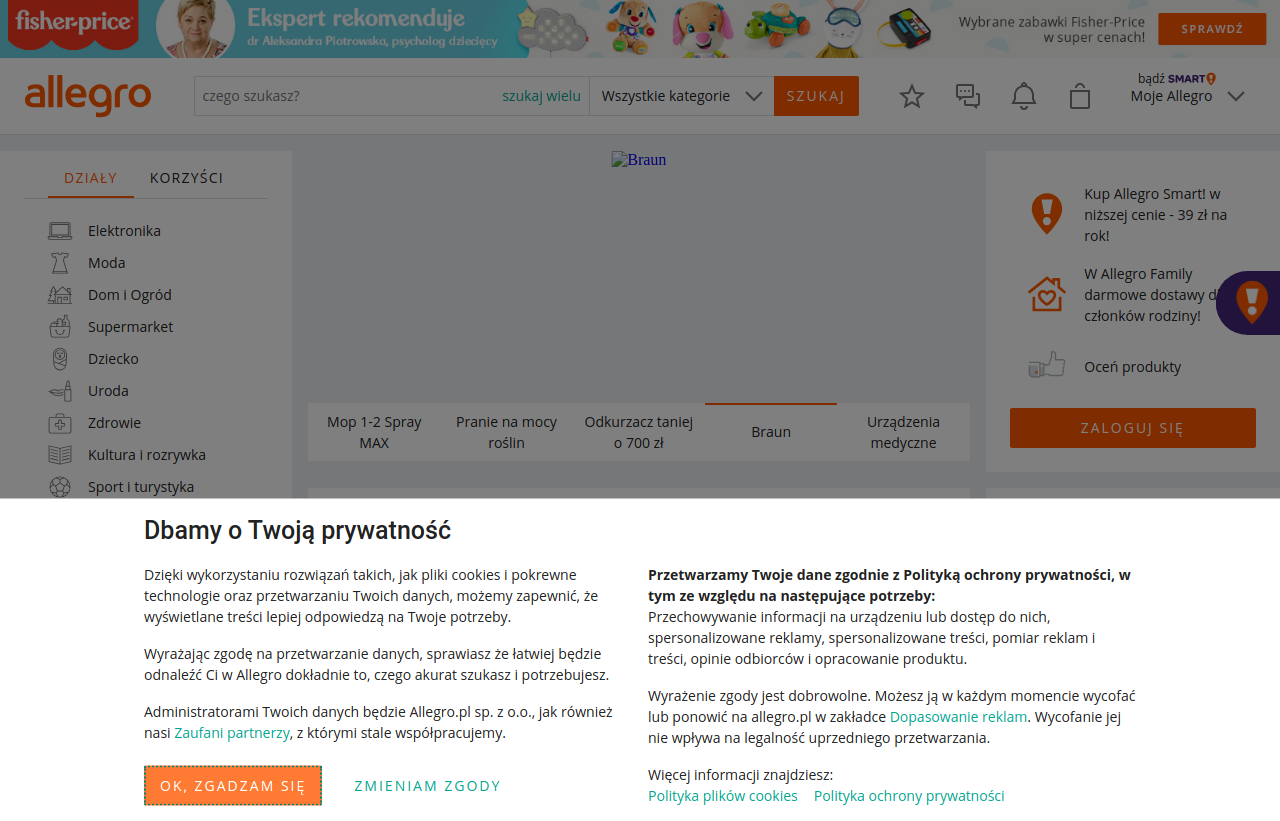 fisher-price
Ekspert rekomenduje
dr Aleksandra Piotrowska, psycholog dziecięcy
Wybrane zabawki Fisher-Price
w super cenach!
SPRAWDŹ
allegro
czego szukasz?
szukaj wielu
Wszystkie kategorie
SZUKAJ
bądź SMART!
Moje Allegro
DZIAŁY
KORZYŚCI
Elektronika
Moda
Dom i Ogród
Supermarket
Dziecko
Uroda
Zdrowie
Kultura i rozrywka
Sport i turystyka
Braun
Mop 1-2 Spray
MAX
Pranie na mocy
roślin
Odkurzacz taniej
o 700 zł
Braun
Urządzenia
medyczne
Kup Allegro Smart! w
niższej cenie - 39 zł na
rok!
W Allegro Family
darmowe dostawy d
członków rodziny!
Oceń produkty
ZALOGUJ SIĘ
Dbamy o Twoją prywatność
Dzięki wykorzystaniu rozwiązań takich, jak pliki cookies i pokrewne
technologie oraz przetwarzaniu Twoich danych, możemy zapewnić, że
wyświetlane treści lepiej odpowiedzą na Twoje potrzeby.
Wyrażając zgodę na przetwarzanie danych, sprawiasz że łatwiej będzie
odnaleźć Ci w Allegro dokładnie to, czego akurat szukasz i potrzebujesz.
Administratorami Twoich danych będzie Allegro.pl sp. z o.o., jak również
nasi Zaufani partnerzy, z którymi stale współpracujemy.
OK, ZGADZAM SIĘ
ZMIENIAM ZGODY
Przetwarzamy Twoje dane zgodnie z Polityką ochrony prywatności, w
tym ze względu na następujące potrzeby:
Przechowywanie informacji na urządzeniu lub dostęp do nich,
spersonalizowane reklamy, spersonalizowane treści, pomiar reklam i
treści, opinie odbiorców i opracowanie produktu.
Wyrażenie zgody jest dobrowolne. Możesz ją w każdym momencie wycofać
lub ponowić na allegro.pl w zakładce Dopasowanie reklam. Wycofanie jej
nie wpływa na legalność uprzedniego przetwarzania.
Więcej informacji znajdziesz:
Polityka plików cookies
Polityka ochrony prywatności